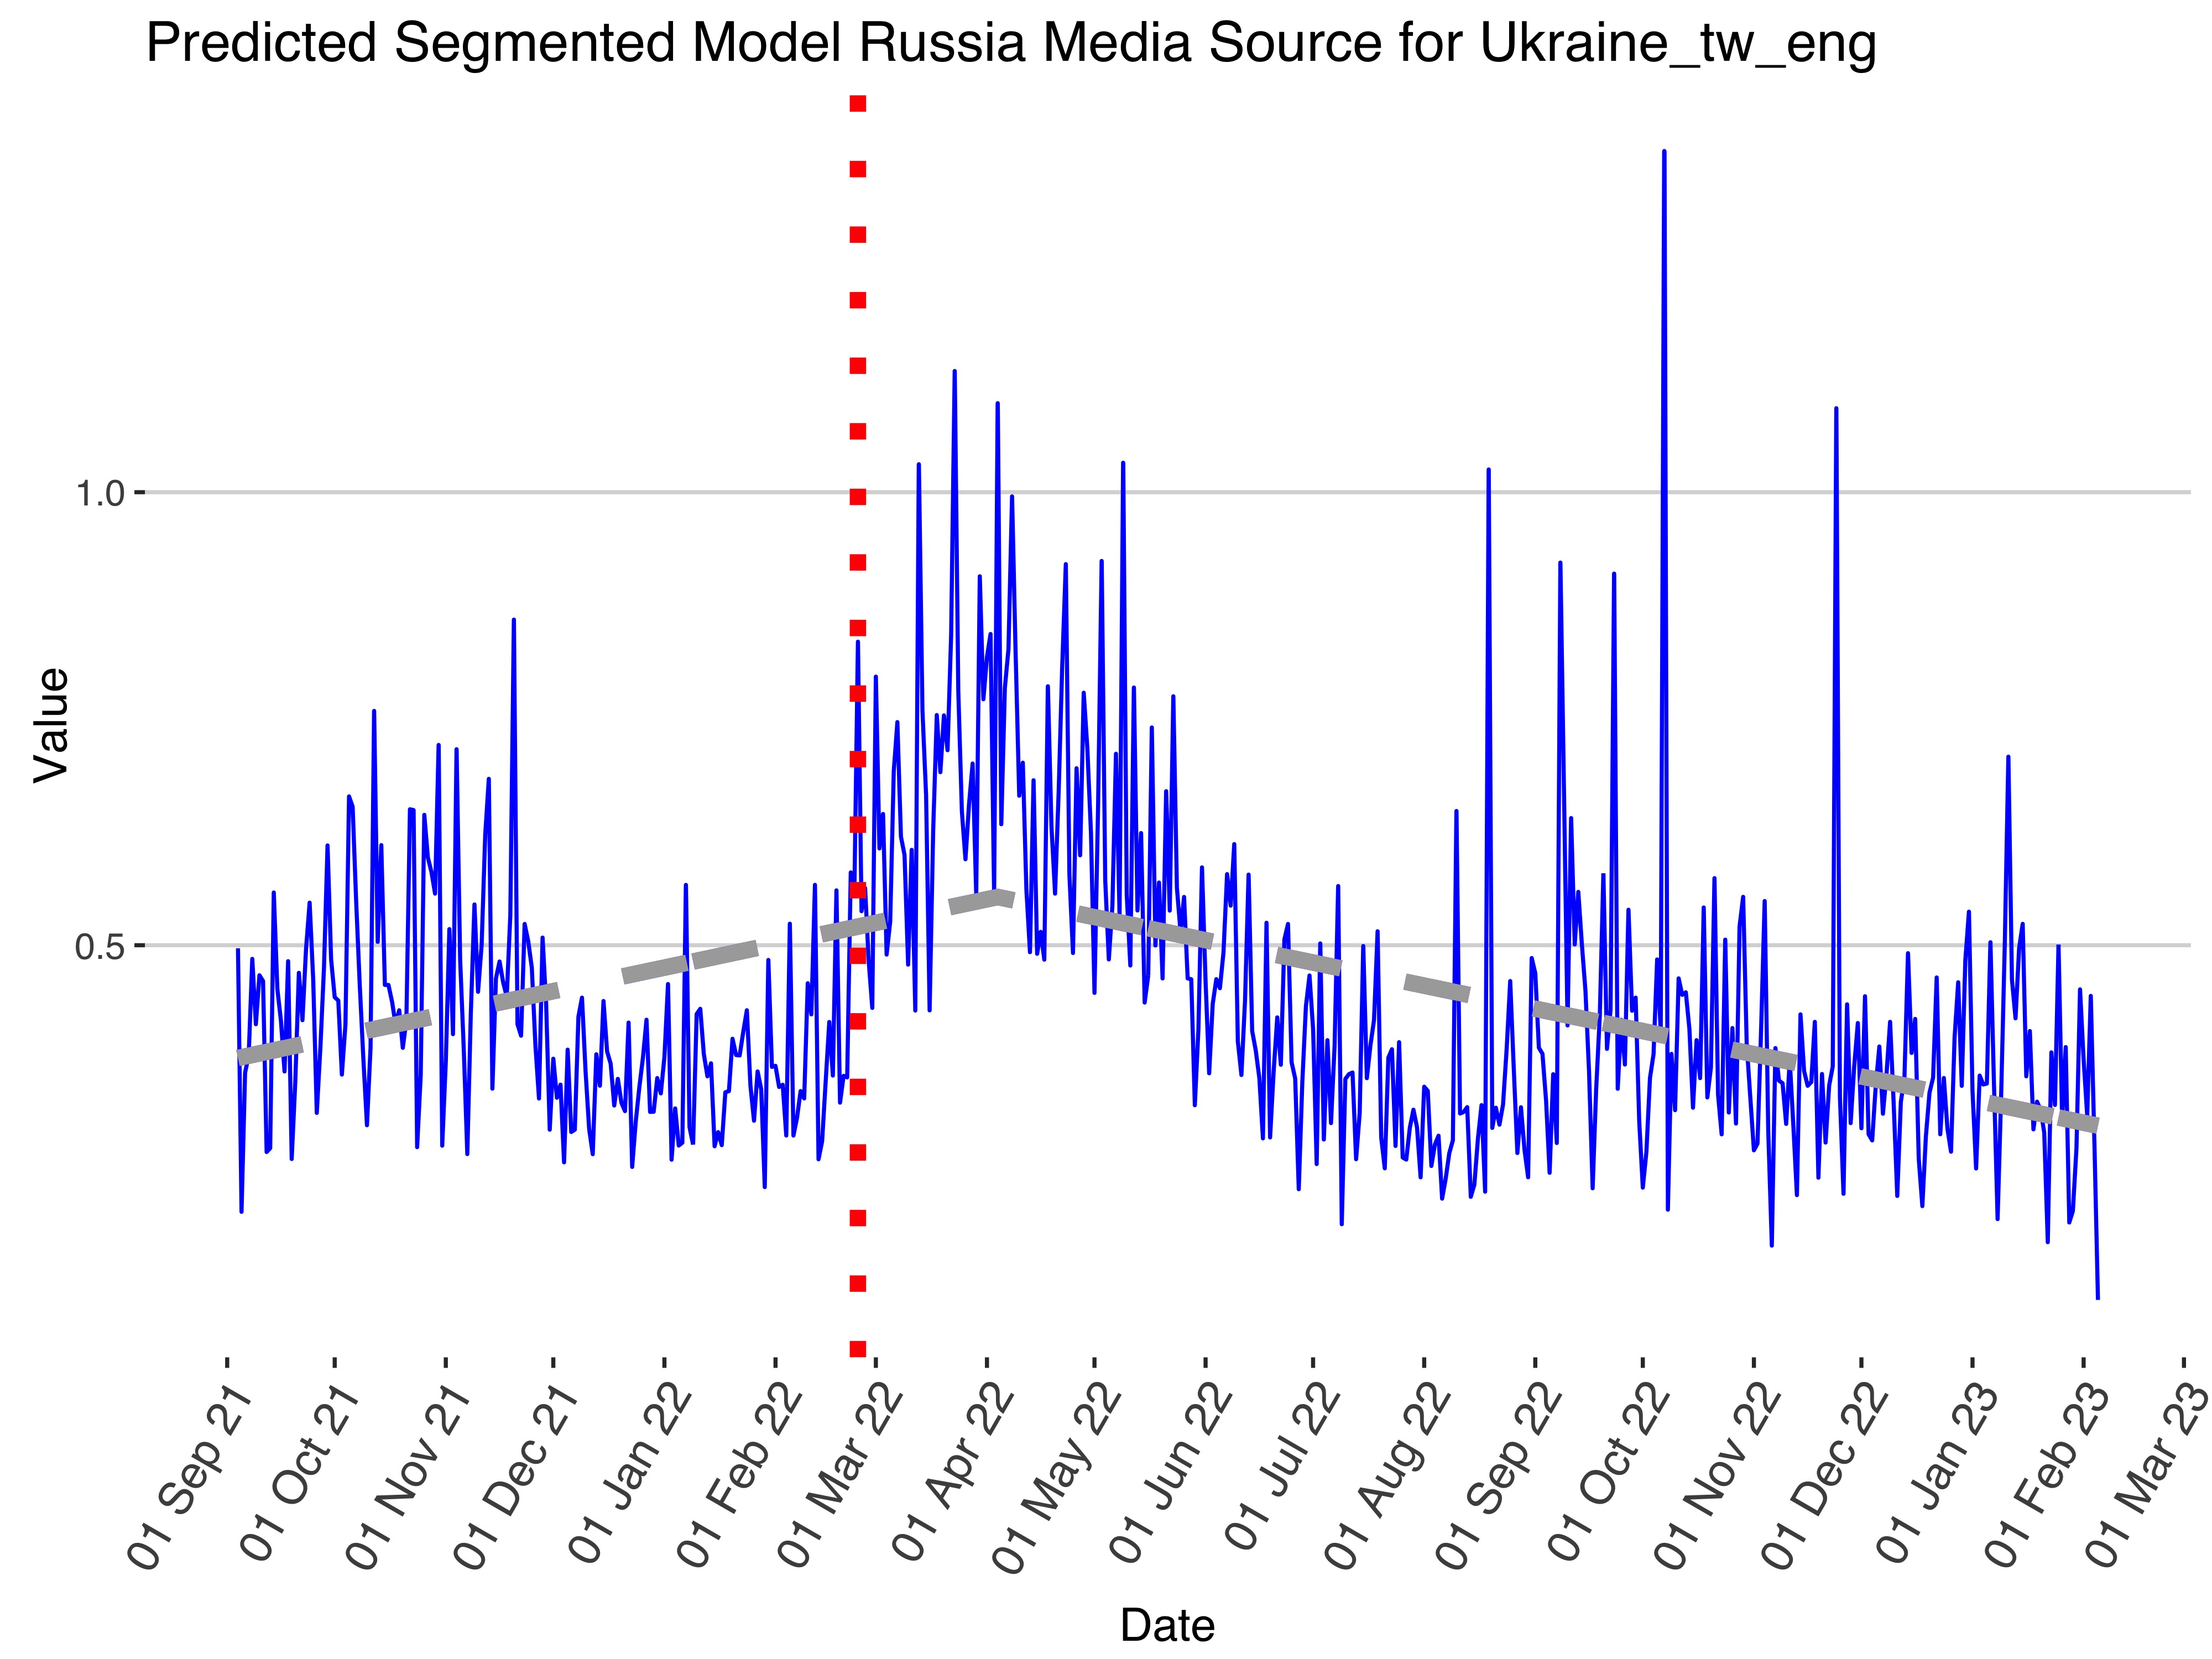 Predicted Segmented Model Russia Media Source for Ukraine_tw_eng
Value
1.0
0.5
01 Sep 21
01 Oct 21
01 Nov 21
01 Dec 21
01 Jan 22
01 Feb 22
01 Mar 22
01 Apr 22
01 May 22
01 Jun 22
01 Jul 22
01 Aug 22
01 Sep 22
01 Oct 22
01 Nov 22
01 Dec 22
01 Jan 23
01 Feb 23
01 Mar 23
Date